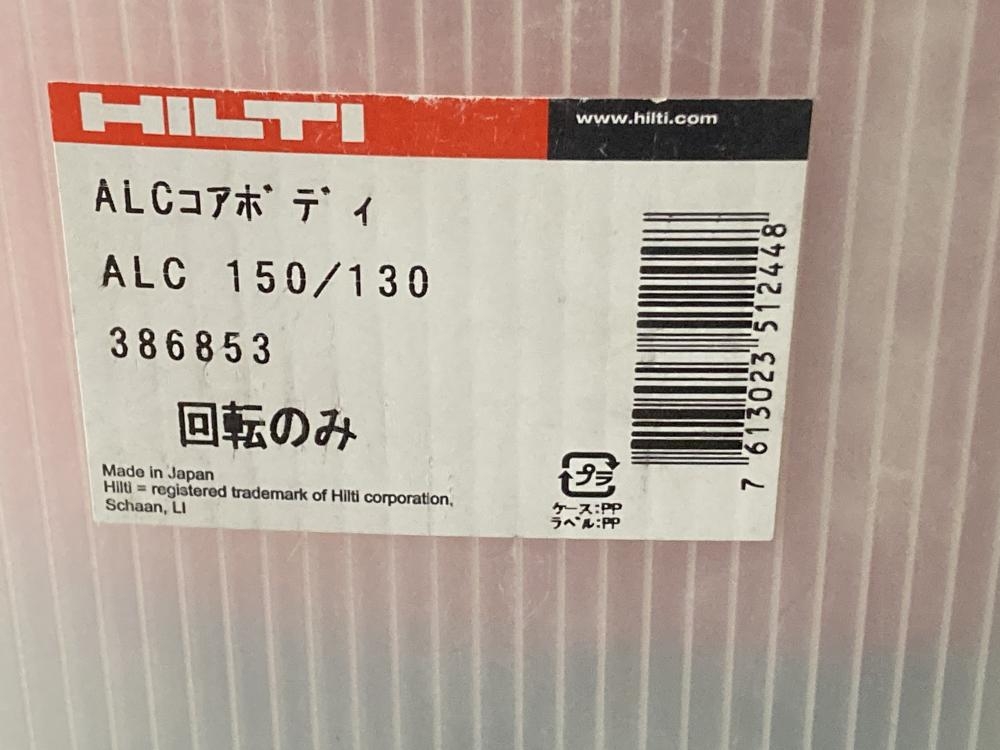 HILTI
www.hilti.com
ALCコアボディ
ALC 150/130
386853
回転のみ
Made in Japan
Hilti = registered trademark of Hilti corporation,
Schaan, LI
プラ
ケース:PP
ラベル:PP
7 613023 512448